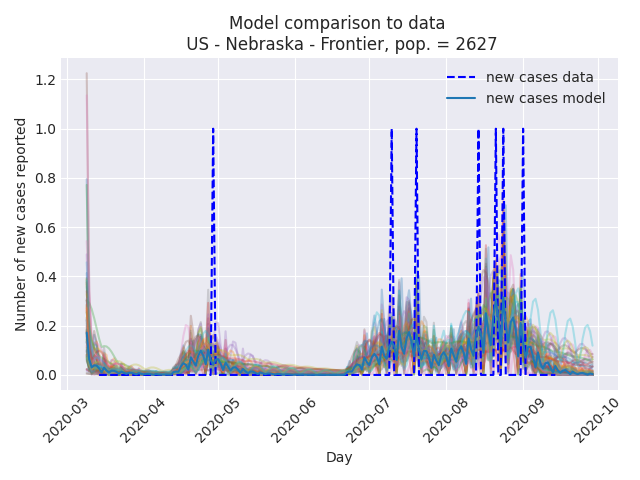 Model comparison to data
US - Nebraska - Frontier, pop. = 2627
new cases data
new cases model
Number of new cases reported
1.2
1.0
0.8
0.6
0.4
0.2
0.0
2020-03
2020-04
2020-05
2020-06
2020-07
2020-08
2020-09
2020-10
Day